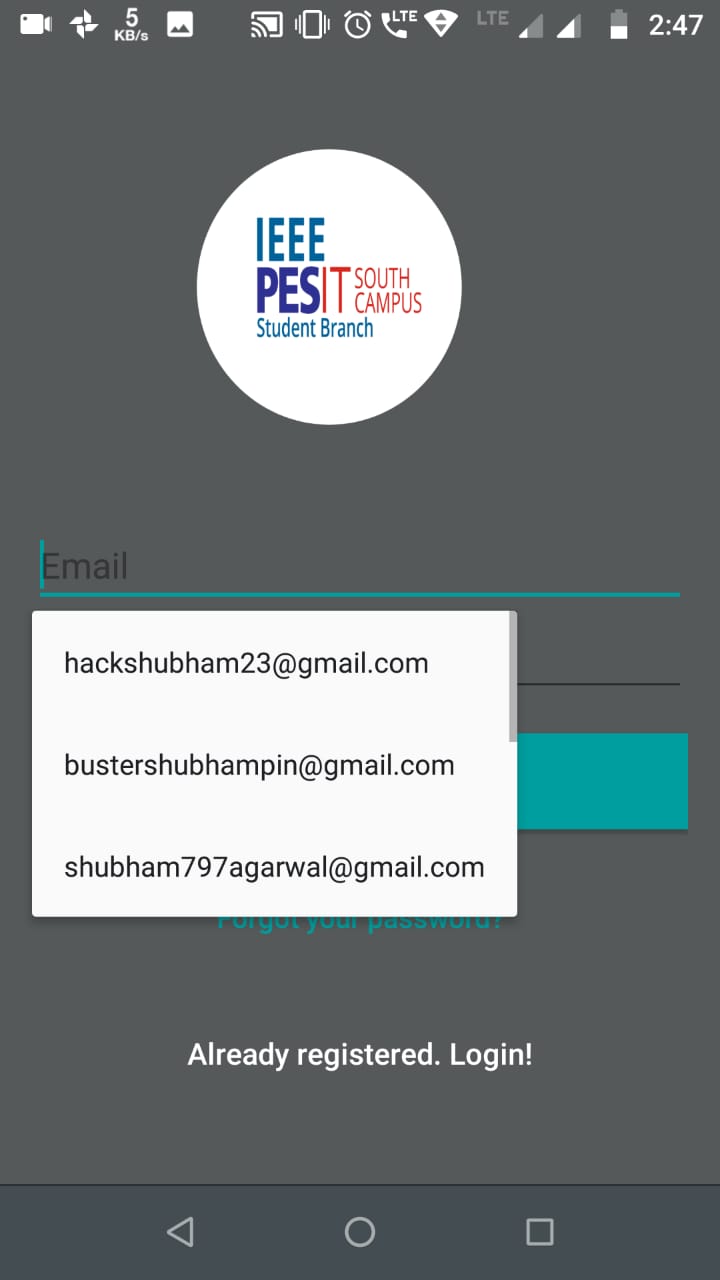 5
KB/s
LTE
LTE
2:47
IEEE
PESIT SOUTH
CAMPUS
Student Branch
Email
hackshubham23@gmail.com
bustershubhampin@gmail.com
shubham797agarwal@gmail.com
Forgot your password?
Already registered. Login!